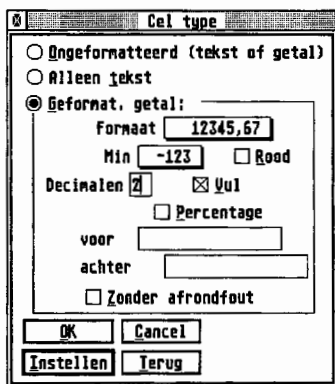 Cel type
Ongeformatteerd (tekst of getal)
Alleen tekst
Geformat. getal:
Formaat 12345,67
Min -123 Rood
Decimalen 2 Vul
Percentage
voor
achter
Zonder afrondfout
OK Cancel
Instellen Terug